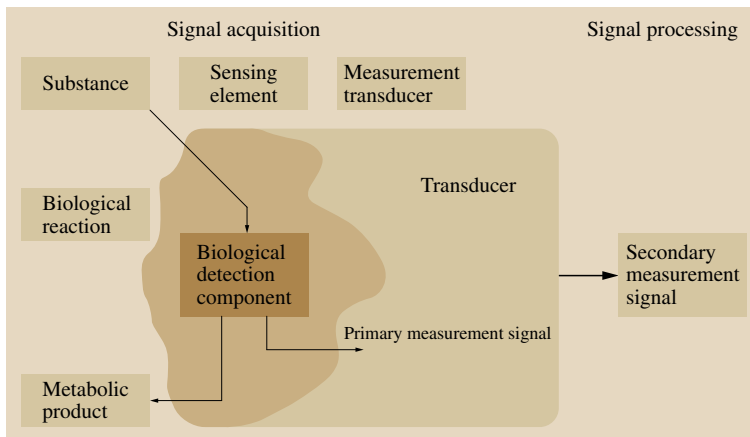 Signal acquisition
Signal processing
Substance
Sensing
element
Measurement
transducer
Transducer
Biological
reaction
Biological
detection
component
Secondary
measurement
signal
Primary measurement signal
Metabolic
product